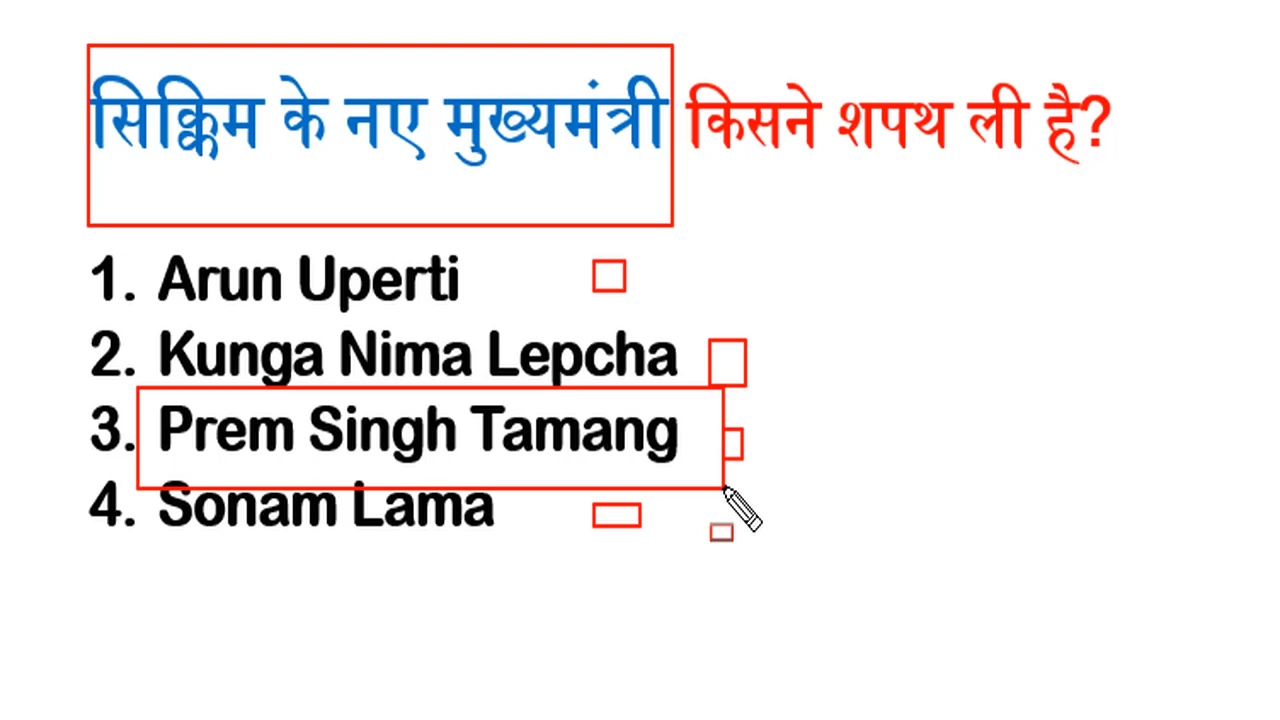 सिक्किम के नए मुख्यमंत्री किसने शपथ ली है?
1. Arun Uperti
2. Kunga Nima Lepcha
3. Prem Singh Tamang
4. Sonam Lama